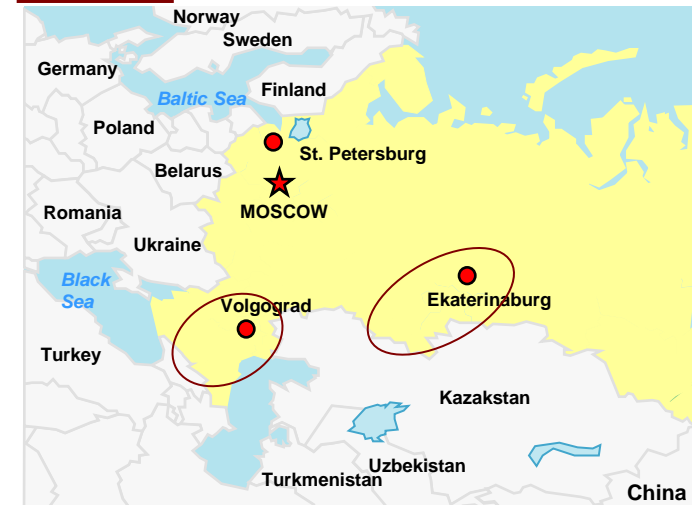 Norway
Sweden
Germany
Finland
Baltic Sea
Poland
St. Petersburg
Belarus
MOSCOW
Romania
Ukraine
Black
Sea
Volgograd
Ekaterinaburg
Turkey
Kazakstan
Uzbekistan
Turkmenistan
China